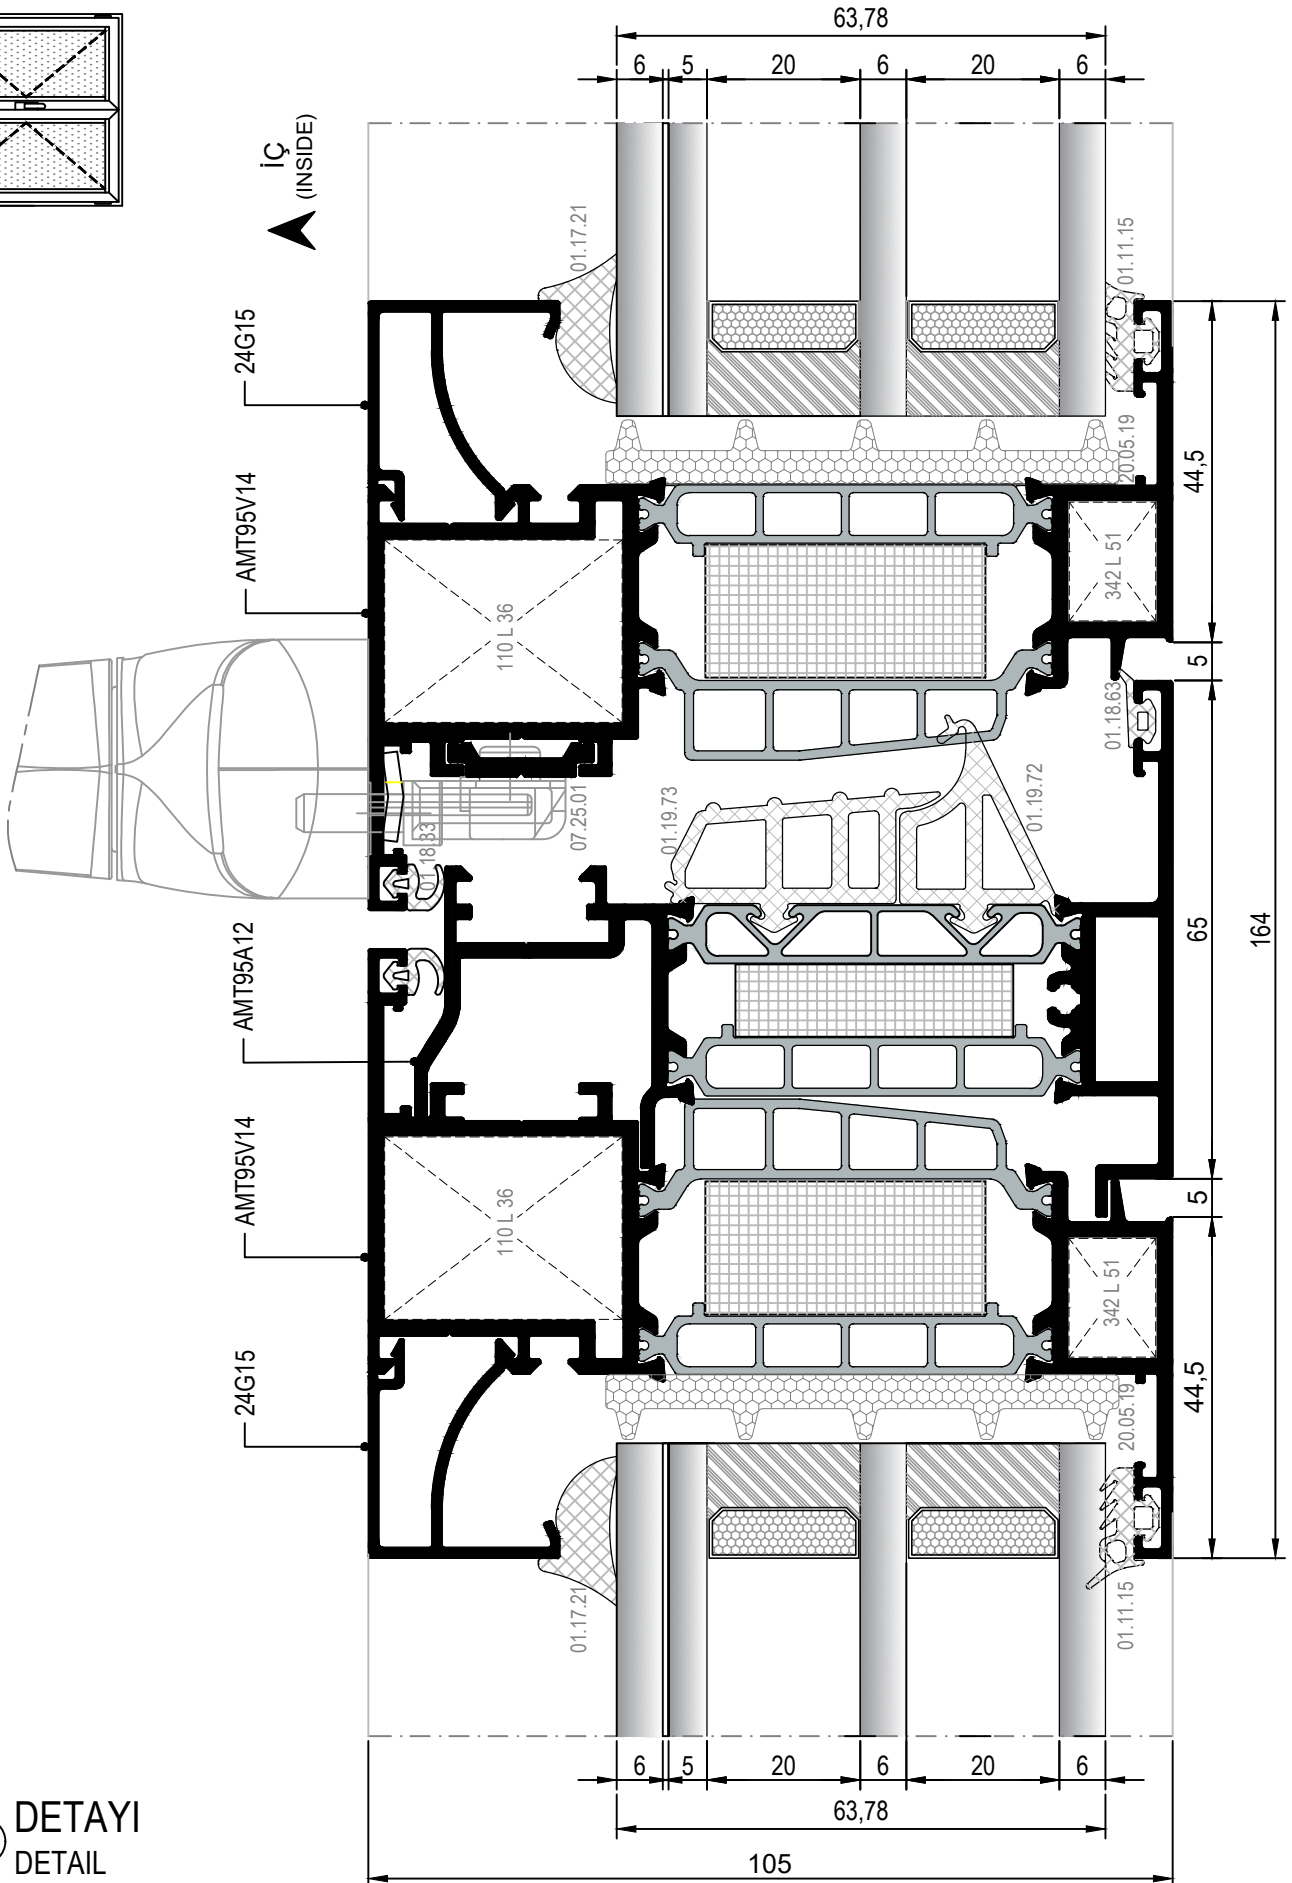 63,78
6 5 20 6 20 6
İÇ
(INSIDE)
01.17.21
01.11.15
24G15
20.05.19
44,5
AMT95V14
110 L 36
342 L 51
5
01.18.63
01.19.72
01.19.73
07.25.01
01.18.33
65
164
AMT95A12
AMT95V14
110 L 36
5
342 L 51
44,5
24G15
20.05.19
01.17.21
01.11.15
6 5 20 6 20 6
63,78
105
DETAYI
DETAIL